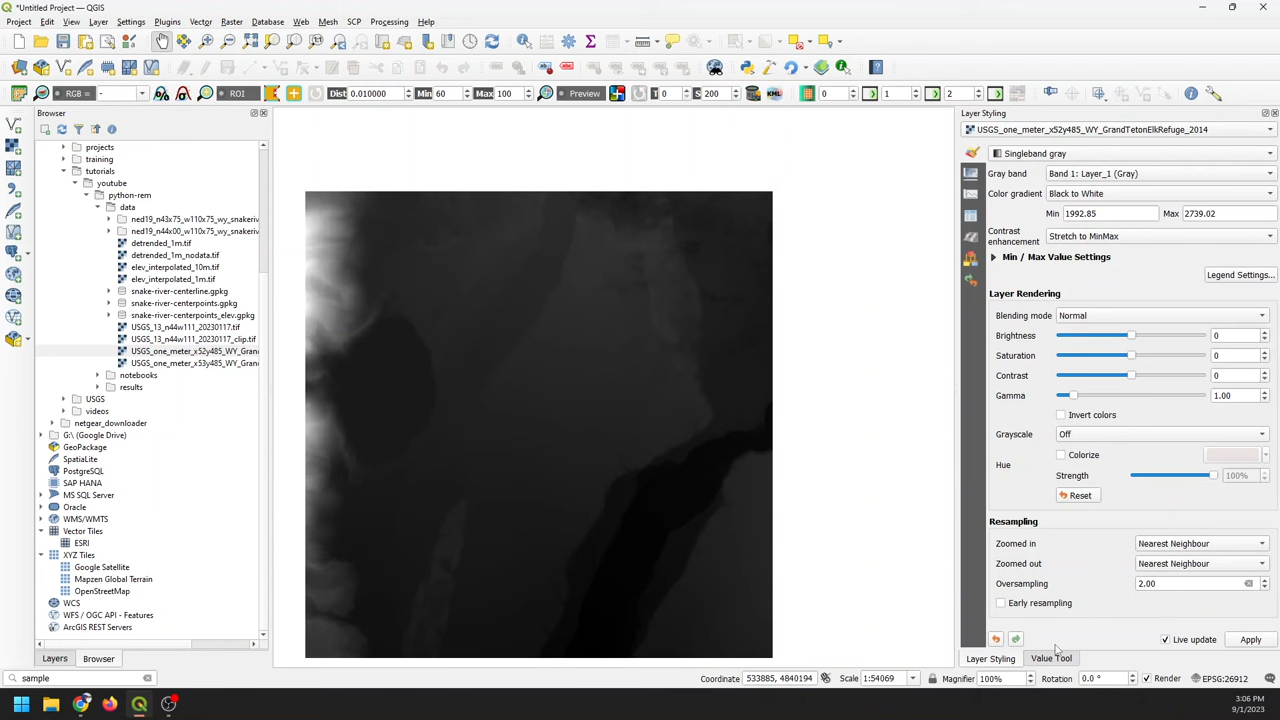 *Untitled Project — QGIS
Project Edit View Layer Settings Plugins Vector Raster Database Web Mesh SCP Processing Help
RGB = - ROI Dist 0.010000 Min 60 Max 100 Preview T 0 S 200 KML 0 1 2
Browser
projects
training
tutorials
youtube
python-rem
data
ned19_n43x75_w110x75_wy_snakeriv
ned19_n44x00_w110x75_wy_snakeriv
detrended_1m.tif
detrended_1m_nodata.tif
elev_interpolated_10m.tif
elev_interpolated_1m.tif
snake-river-centerline.gpkg
snake-river-centerpoints.gpkg
snake-river-centerpoints_elev.gpkg
USGS_13_n44w111_20230117.tif
USGS_13_n44w111_20230117_clip.tif
USGS_one_meter_x52y485_WY_Grand
USGS_one_meter_x53y485_WY_Grand
notebooks
results
USGS
videos
netgear_downloader
G:\ (Google Drive)
GeoPackage
SpatiaLite
PostgreSQL
SAP HANA
MS SQL Server
Oracle
WMS/WMTS
Vector Tiles
ESRI
XYZ Tiles
Google Satellite
Mapzen Global Terrain
OpenStreetMap
WCS
WFS / OGC API - Features
ArcGIS REST Servers
Layers Browser
Layer Styling
USGS_one_meter_x52y485_WY_GrandTetonElkRefuge_2014
Singleband gray
Gray band Band 1: Layer_1 (Gray)
Color gradient Black to White
Min 1992.85 Max 2739.02
Contrast enhancement Stretch to MinMax
Min / Max Value Settings
Legend Settings...
Layer Rendering
Blending mode Normal
Brightness 0
Saturation 0
Contrast 0
Gamma 1.00
Invert colors
Grayscale Off
Hue Colorize
Strength 100%
Reset
Resampling
Zoomed in Nearest Neighbour
Zoomed out Nearest Neighbour
Oversampling 2.00
Early resampling
Live update Apply
Layer Styling Value Tool
sample Coordinate 533885, 4840194 Scale 1:54069 Magnifier 100% Rotation 0.0 ° Render EPSG:26912
3:06 PM
9/1/2023